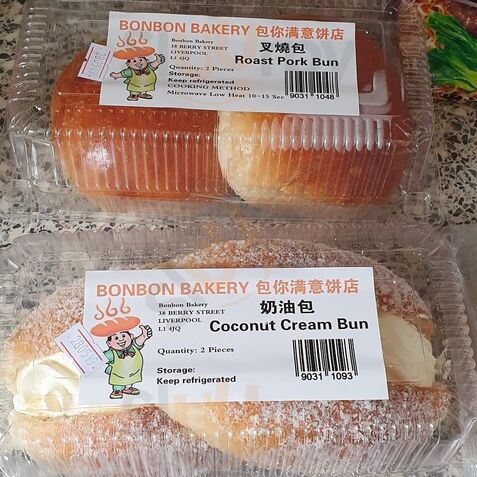 BONBON BAKERY 包你满意饼店
Bonbon Bakery
38 BERRY STREET
LIVERPOOL
L1 4JQ
叉燒包
Roast Pork Bun
Quantity: 2 Pieces
Storage:
Keep refrigerated
COOKING METHOD
Microwave Low Heat 10-15 Sec
9031 1048
BONBON BAKERY 包你满意饼店
Bonbon Bakery
38 BERRY STREET
LIVERPOOL
L1 4JQ
奶油包
Coconut Cream Bun
Quantity: 2 Pieces
Storage:
Keep refrigerated
9031 1093